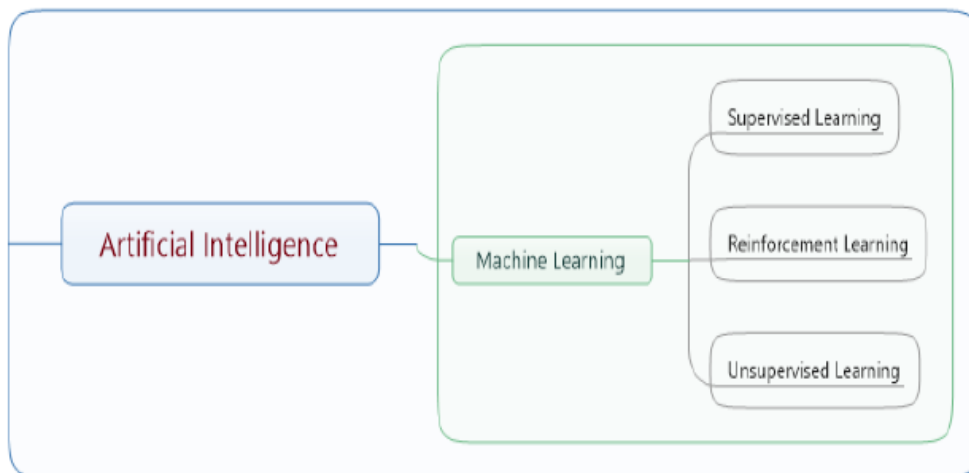 Artificial Intelligence
Machine Learning
Supervised Learning
Reinforcement Learning
Unsupervised Learning